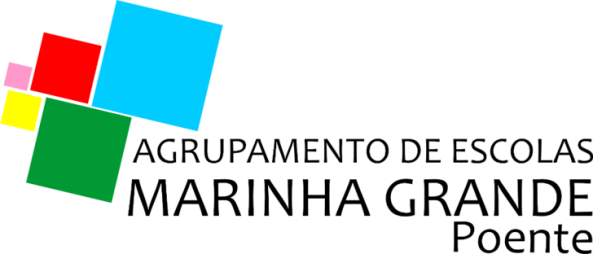 AGRUPAMENTO DE ESCOLAS
MARINHA GRANDE
Poente